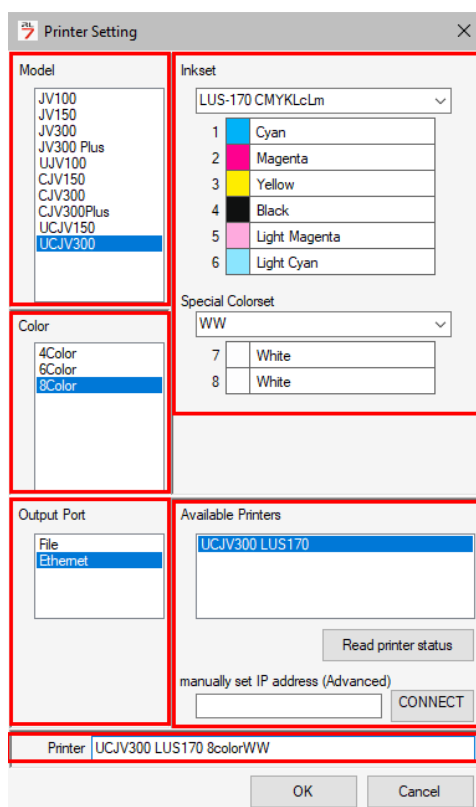 Printer Setting
Model
JV100
JV150
JV300
JV300 Plus
UJV100
CJV150
CJV300
CJV300Plus
UCJV150
UCJV300
Inkset
LUS-170 CMYKLcLm
1 Cyan
2 Magenta
3 Yellow
4 Black
5 Light Magenta
6 Light Cyan
Special Colorset
WW
7 White
8 White
Color
4Color
6Color
8Color
Output Port
File
Ethernet
Available Printers
UCJV300 LUS170
Read printer status
manually set IP address (Advanced)
CONNECT
Printer UCJV300 LUS170 8colorWW
OK Cancel